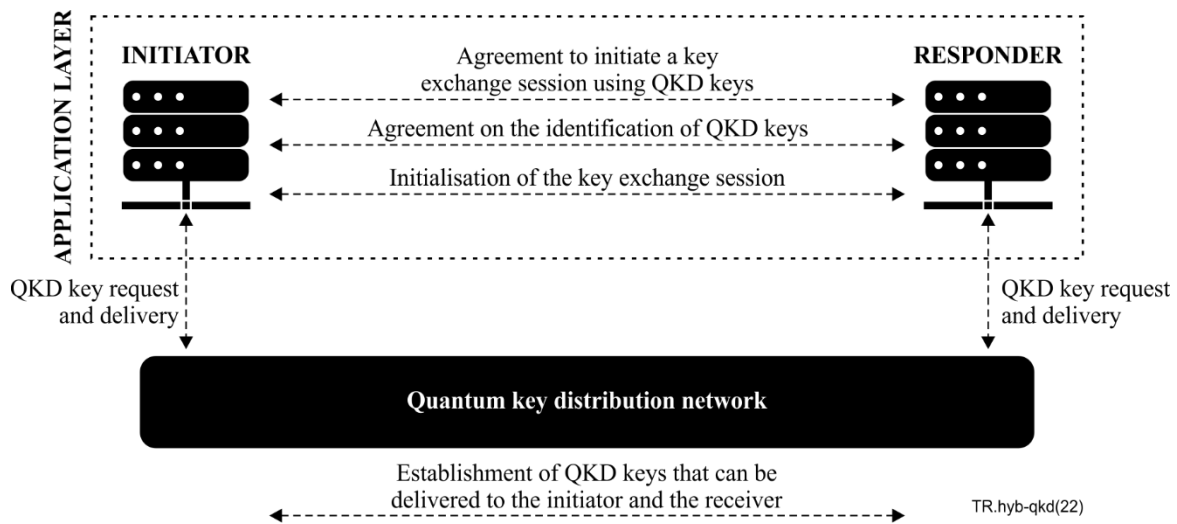 APPLICATION LAYER
INITIATOR
RESPONDER
Agreement to initiate a key
exchange session using QKD keys
Agreement on the identification of QKD keys
Initialisation of the key exchange session
QKD key request
and delivery
QKD key request
and delivery
Quantum key distribution network
Establishment of QKD keys that can be
delivered to the initiator and the receiver
TR.hyb-qkd(22)